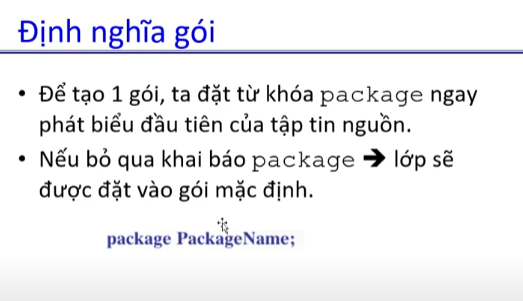 Định nghĩa gói
• Để tạo 1 gói, ta đặt từ khóa package ngay
phát biểu đầu tiên của tập tin nguồn.
• Nếu bỏ qua khai báo package ➔ lớp sẽ
được đặt vào gói mặc định.
package PackageName;